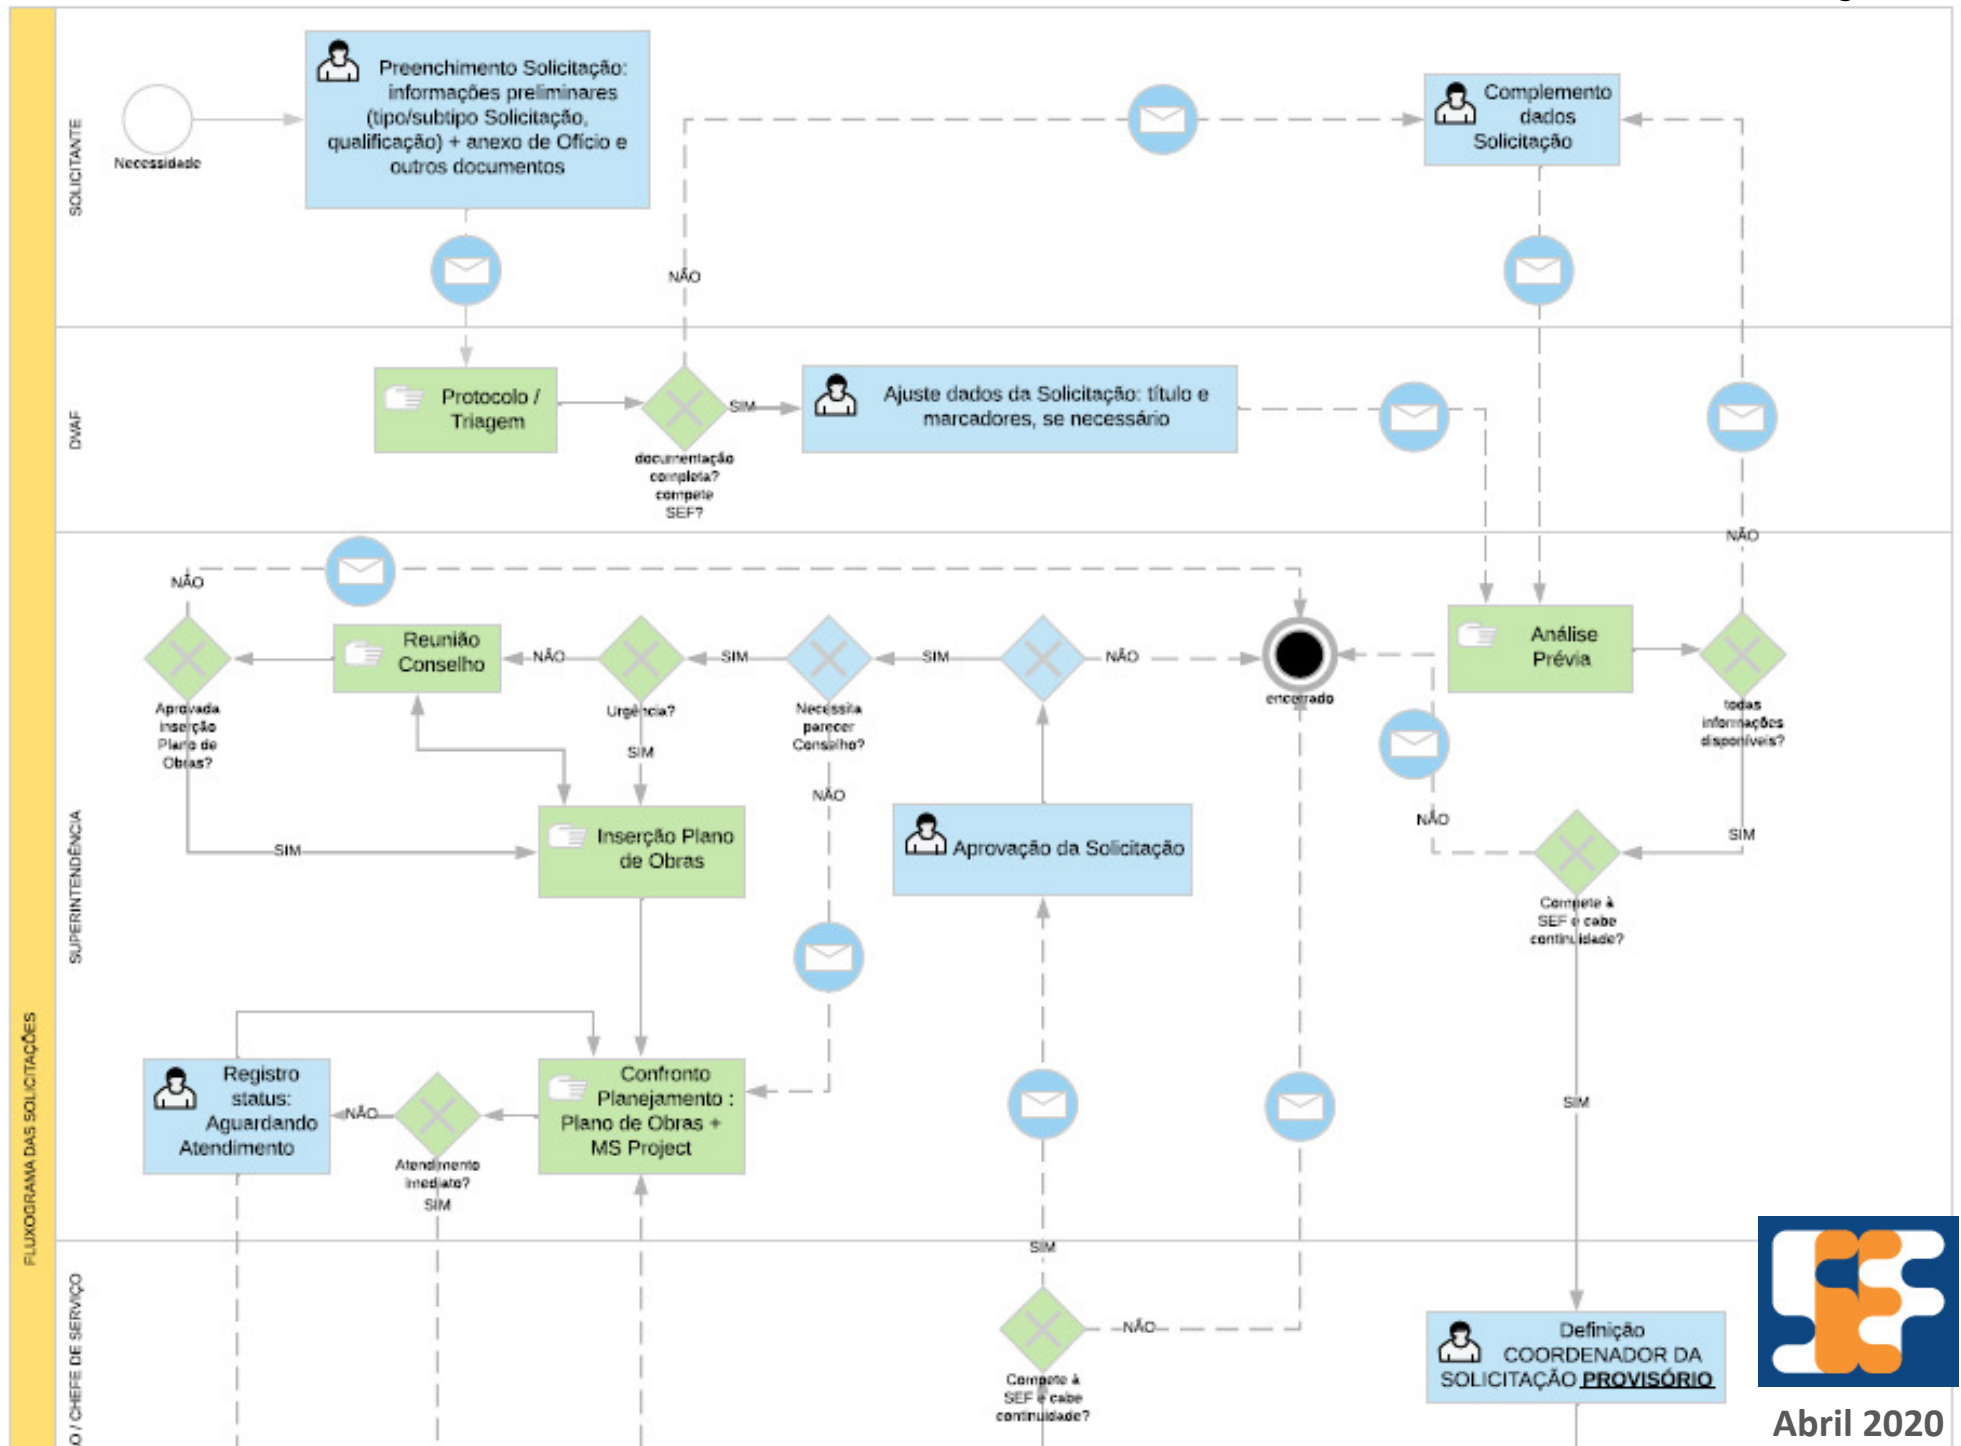 FLUXOGRAMA DAS SOLICITAÇÕES
SOLICITANTE
Necessidade
Preenchimento Solicitação:
informações preliminares
(tipo/subtipo Solicitação,
qualificação) + anexo de Ofício e
outros documentos
NÃO
Complemento
dados
Solicitação
DVAF
Protocolo /
Triagem
documentação
completa?
compete
SEF?
SIM
Ajuste dados da Solicitação: título e
marcadores, se necessário
NÃO
SUPERINTENDÊNCIA
NÃO
Aprovada
inserção
Plano de
Obras?
Reunião
Conselho
NÃO
Urgência?
SIM
SIM
Necessita
parecer
Conselho?
NÃO
SIM
NÃO
encerrado
Análise
Prévia
todas
informações
disponíveis?
SIM
NÃO
Compete à
SEF e cabe
continuidade?
SIM
SIM
Inserção Plano
de Obras
Aprovação da Solicitação
Registro
status:
Aguardando
Atendimento
NÃO
Atendimento
imediato?
SIM
Confronto
Planejamento :
Plano de Obras +
MS Project
O / CHEFE DE SERVIÇO
SIM
NÃO
Compete à
SEF e cabe
continuidade?
Definição
COORDENADOR DA
SOLICITAÇÃO PROVISÓRIO
SEF
Abril 2020